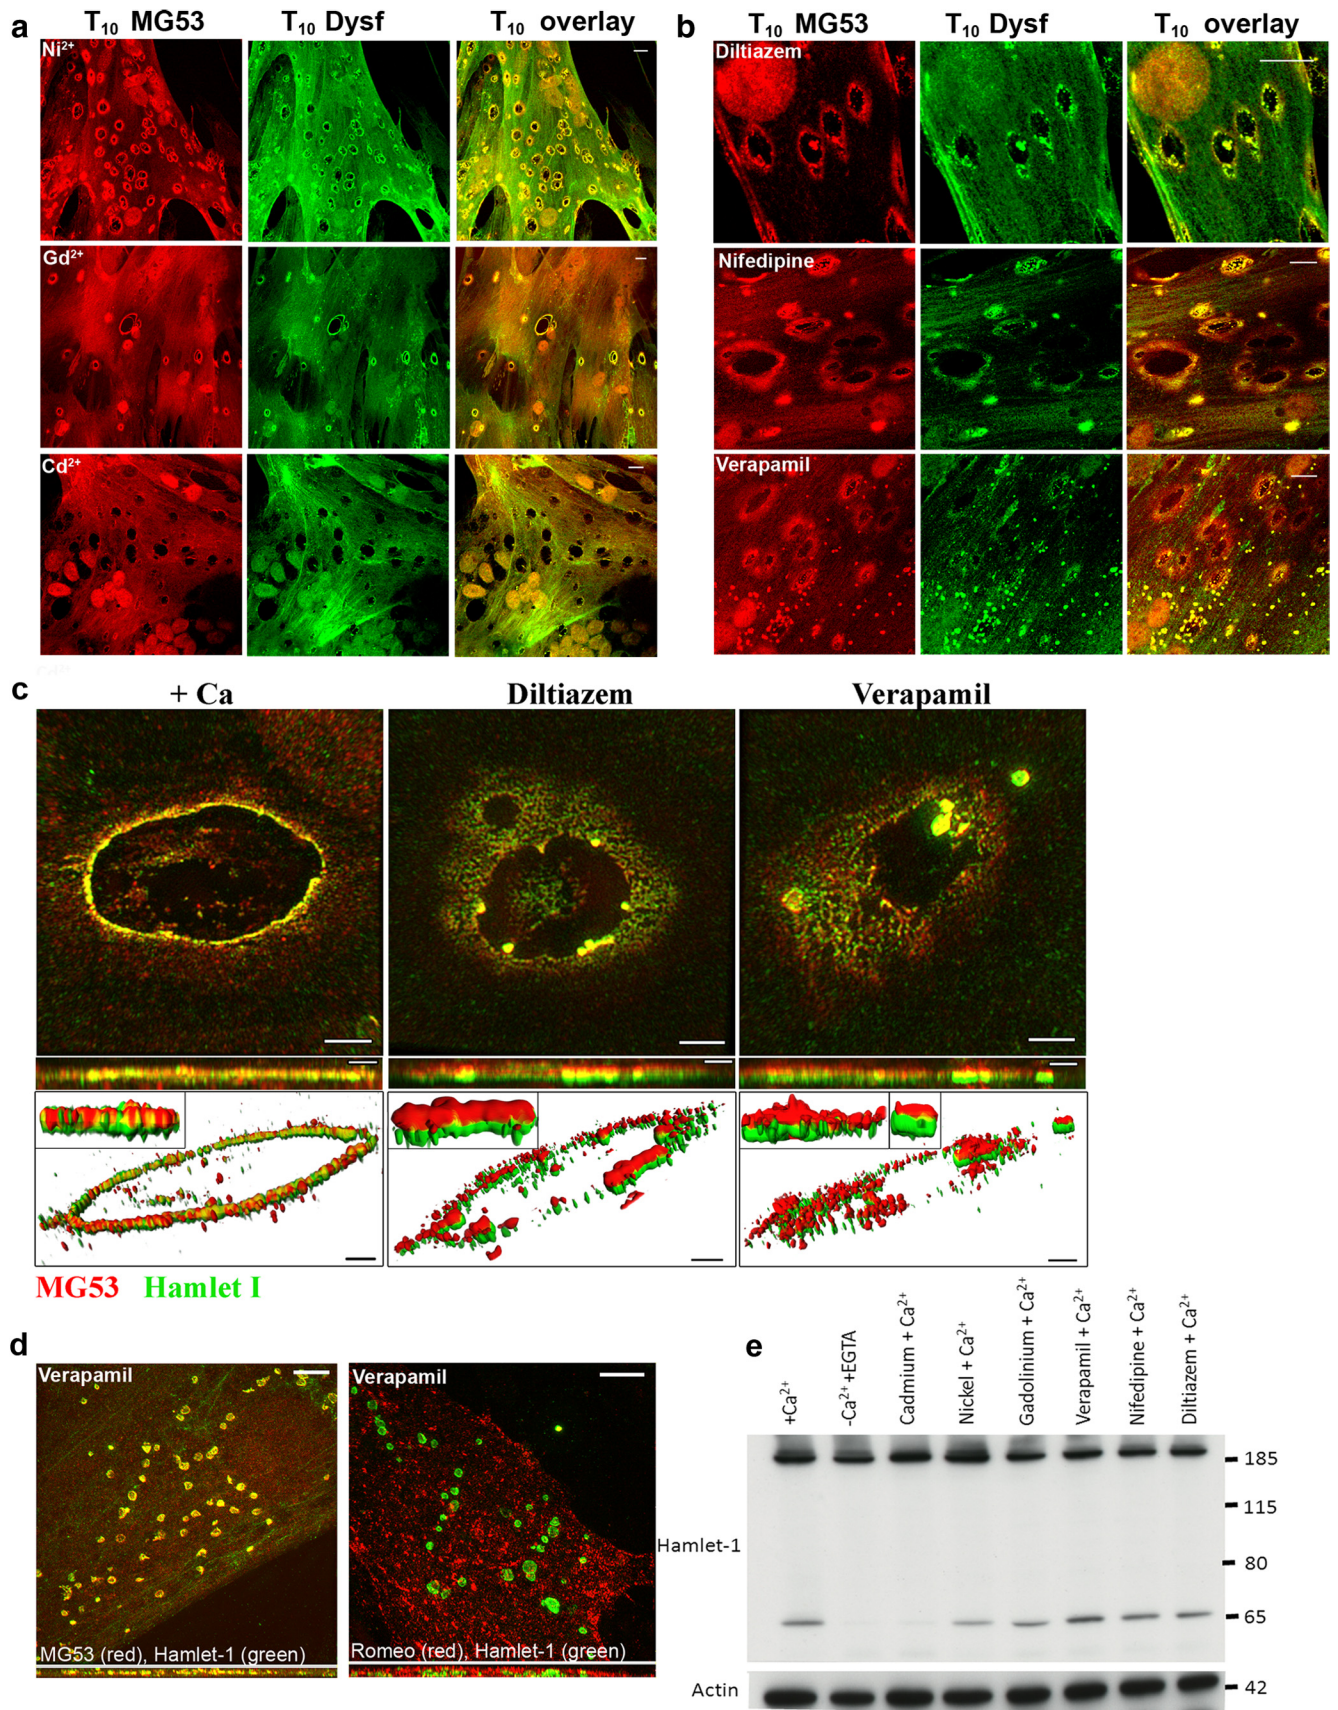 a
T₁₀ MG53 T₁₀ Dysf T₁₀ overlay
Ni²⁺
Gd²⁺
Cd²⁺
b
T₁₀ MG53 T₁₀ Dysf T₁₀ overlay
Diltiazem
Nifedipine
Verapamil
c
+ Ca Diltiazem Verapamil
MG53 Hamlet I
d
Verapamil
MG53 (red), Hamlet-1 (green)
Verapamil
Romeo (red), Hamlet-1 (green)
e
+Ca²⁺
-Ca²⁺ +EGTA
Cadmium + Ca²⁺
Nickel + Ca²⁺
Gadolinium + Ca²⁺
Verapamil + Ca²⁺
Nifedipine + Ca²⁺
Diltiazem + Ca²⁺
185
115
Hamlet-1
80
65
Actin
42